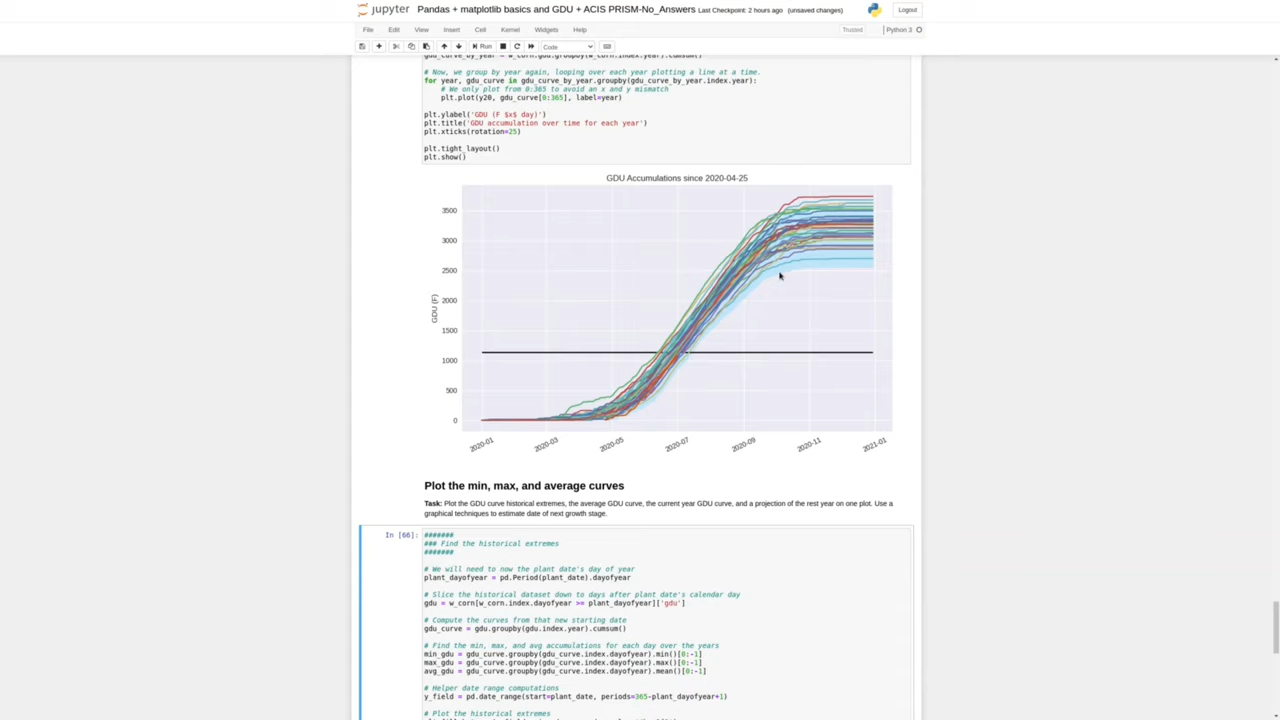 jupyter Pandas + matplotlib basics and GDU + ACIS PRISM-No_Answers Last Checkpoint: 2 hours ago (unsaved changes) Logout
File Edit View Insert Cell Kernel Widgets Help Trusted Python 3
Run Code
gdu_curve_by_year = w_corn.gdu.groupby(w_corn.index.year).cumsum()
# Now, we group by year again, looping over each year plotting a line at a time.
for year, gdu_curve in gdu_curve_by_year.groupby(gdu_curve_by_year.index.year):
# We only plot from 0:365 to avoid an x and y mismatch
plt.plot(y20, gdu_curve[0:365], label=year)
plt.ylabel('GDU (F $x$ day)')
plt.title('GDU accumulation over time for each year')
plt.xticks(rotation=25)
plt.tight_layout()
plt.show()
GDU Accumulations since 2020-04-25
3500
3000
2500
2000
1500
1000
500
0
GDU (F)
2020-01 2020-03 2020-05 2020-07 2020-09 2020-11 2021-01
Plot the min, max, and average curves
Task: Plot the GDU curve historical extremes, the average GDU curve, the current year GDU curve, and a projection of the rest year on one plot. Use a
graphical techniques to estimate date of next growth stage.
In [66]: #######
### Find the historical extremes
#######
# We will need to now the plant date's day of year
plant_dayofyear = pd.Period(plant_date).dayofyear
# Slice the historical dataset down to days after plant date's calendar day
gdu = w_corn[w_corn.index.dayofyear >= plant_dayofyear]['gdu']
# Compute the curves from that new starting date
gdu_curve = gdu.groupby(gdu.index.year).cumsum()
# Find the min, max, and avg accumulations for each day over the years
min_gdu = gdu_curve.groupby(gdu_curve.index.dayofyear).min()[0:-1]
max_gdu = gdu_curve.groupby(gdu_curve.index.dayofyear).max()[0:-1]
avg_gdu = gdu_curve.groupby(gdu_curve.index.dayofyear).mean()[0:-1]
# Helper date range computations
y_field = pd.date_range(start=plant_date, periods=365-plant_dayofyear+1)
# Plot the historical extremes